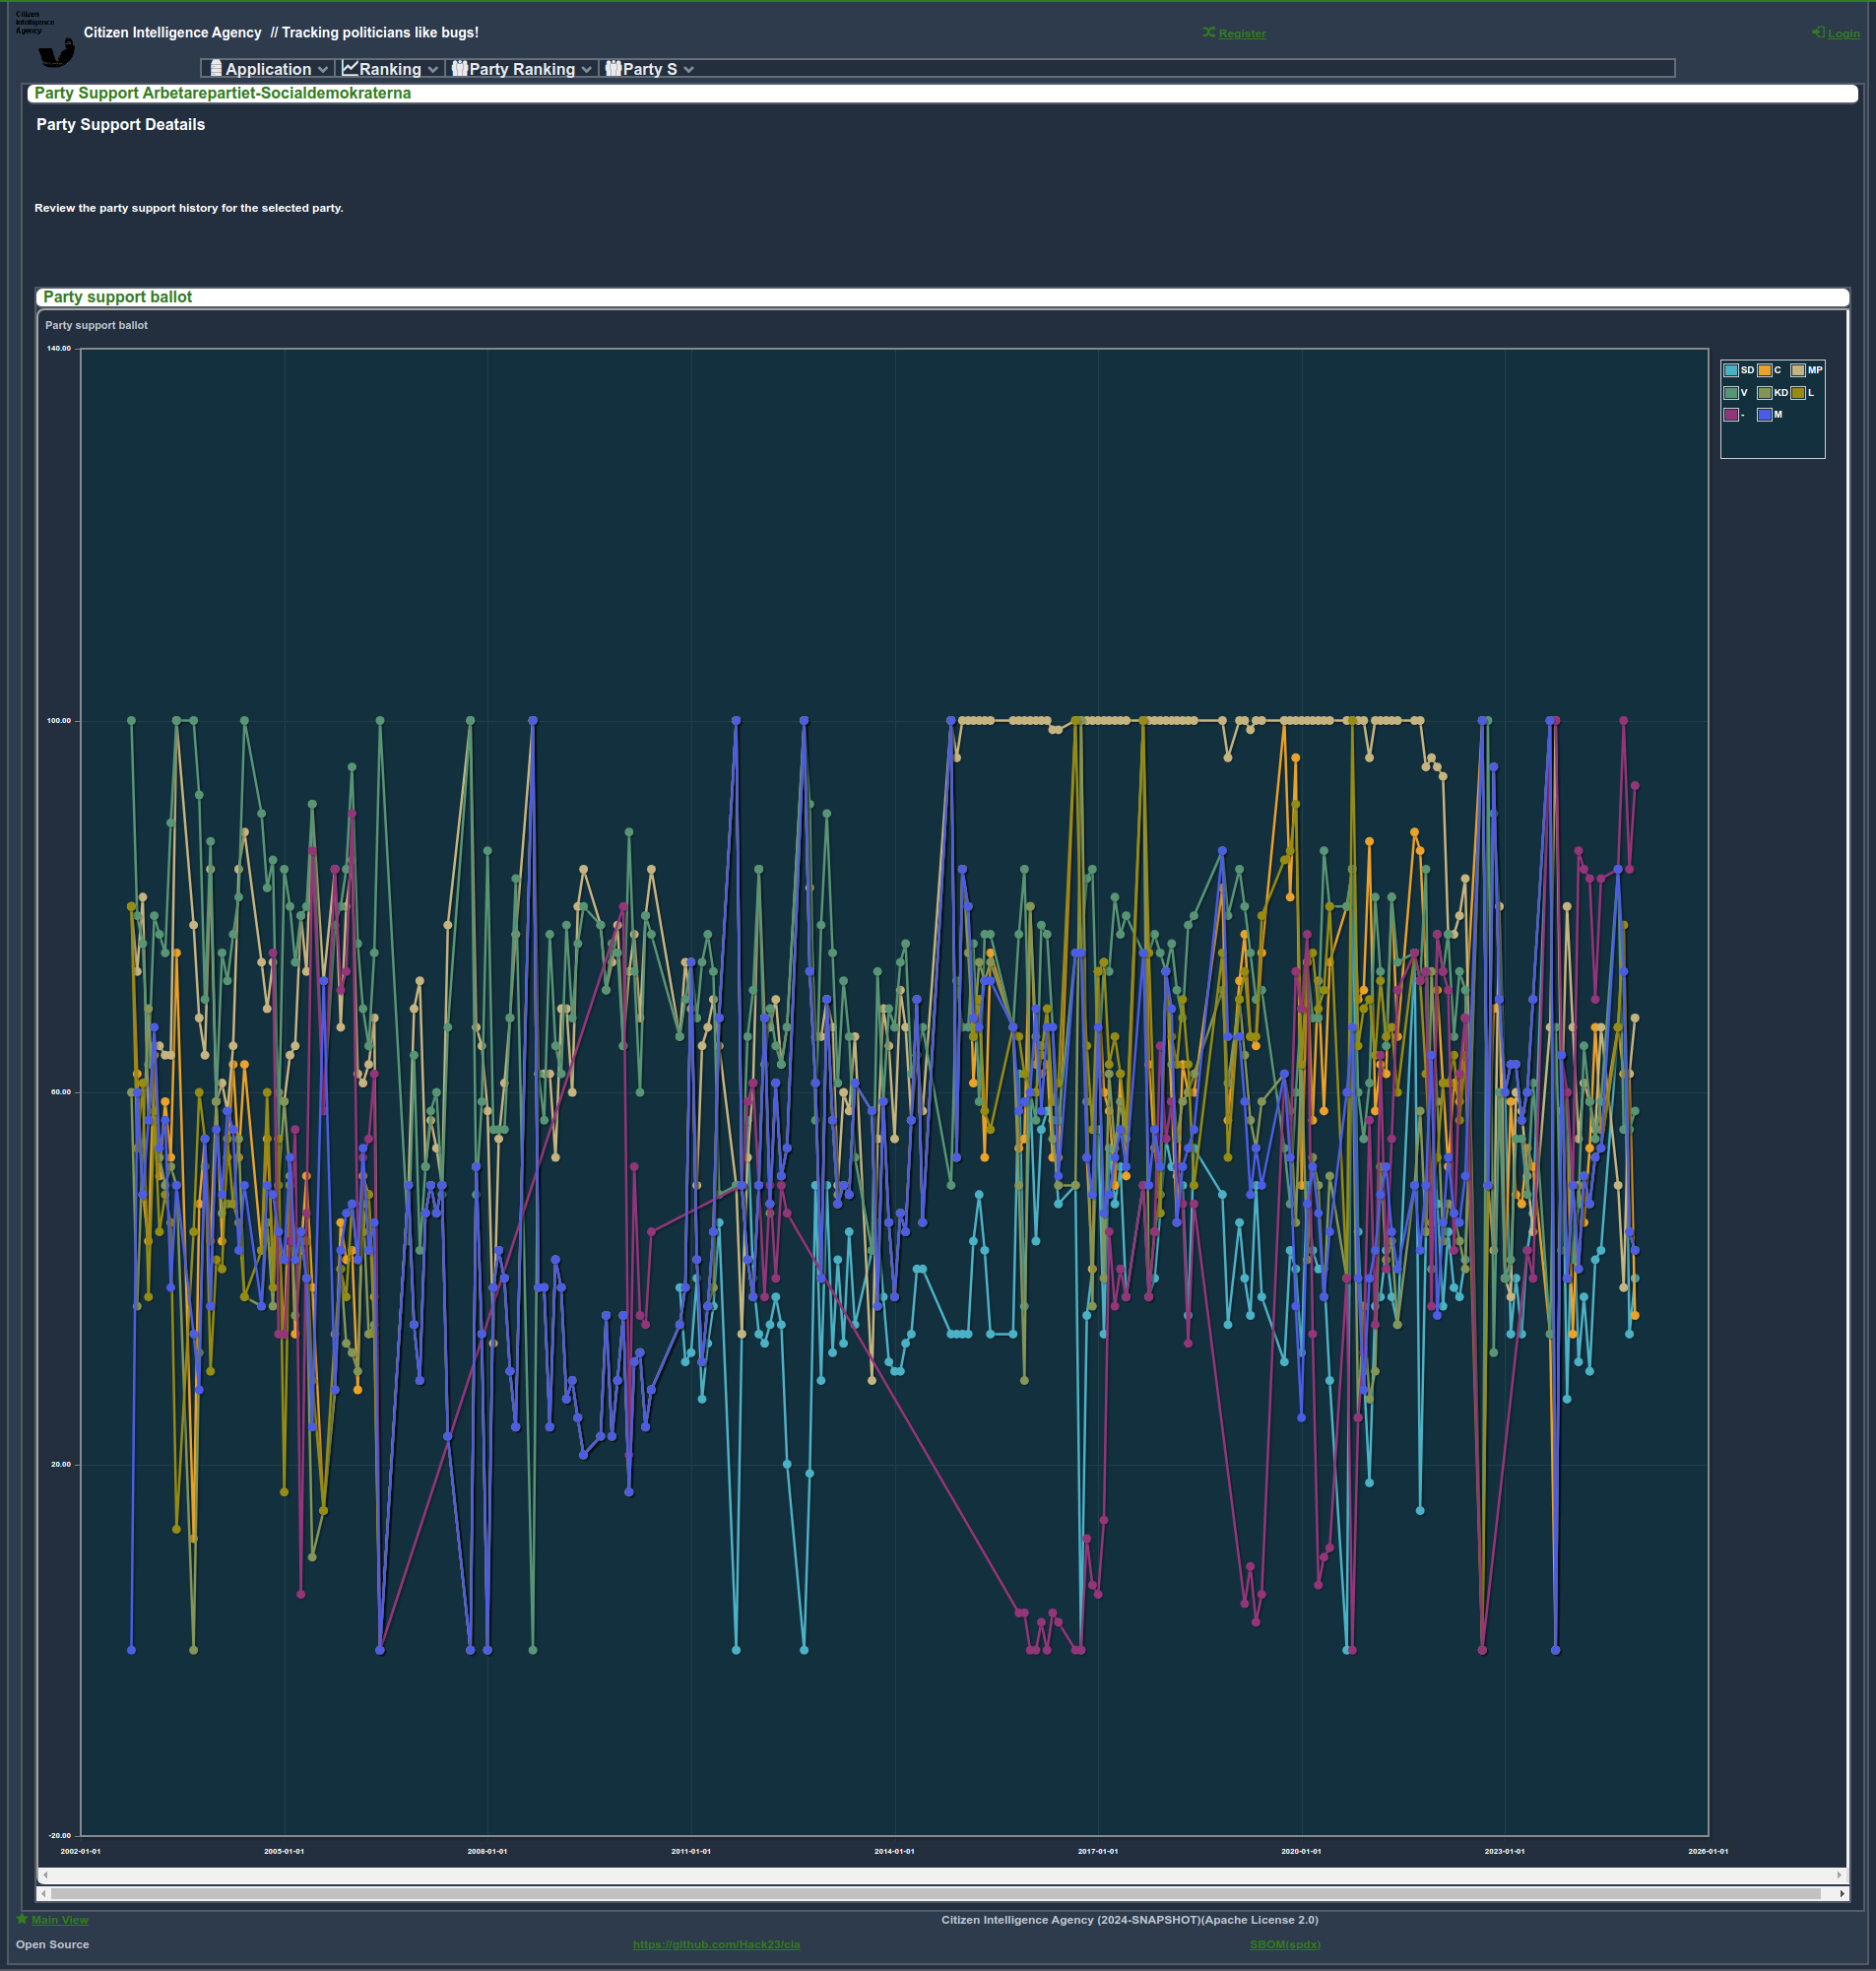 Citizen
Intelligence
Agency
Citizen Intelligence Agency // Tracking politicians like bugs!
Register
Login
Application
Ranking
Party Ranking
Party S
Party Support Arbetarepartiet-Socialdemokraterna
Party Support Deatails
Review the party support history for the selected party.
Party support ballot
Party support ballot
140.00
100.00
60.00
20.00
-20.00
SD C MP
V KD L
- M
2002-01-01 2005-01-01 2008-01-01 2011-01-01 2014-01-01 2017-01-01 2020-01-01 2023-01-01 2026-01-01
Main View
Citizen Intelligence Agency (2024-SNAPSHOT)(Apache License 2.0)
Open Source
https://github.com/Hack23/cia
SBOM(spdx)